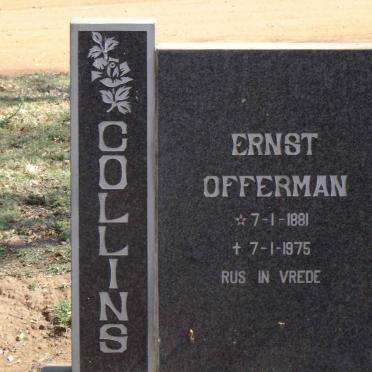 COLLINS
ERNST
OFFERMAN
☆ 7-1-1881
✝ 7-1-1975
RUS IN VREDE